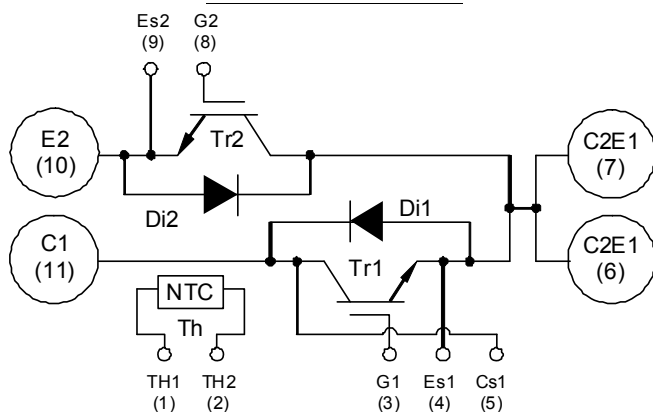 Es2 G2
(9) (8)
E2
(10)
Tr2
C2E1
(7)
Di2
Di1
C1
(11)
Tr1
C2E1
(6)
NTC
Th
TH1 TH2 G1 Es1 Cs1
(1) (2) (3) (4) (5)